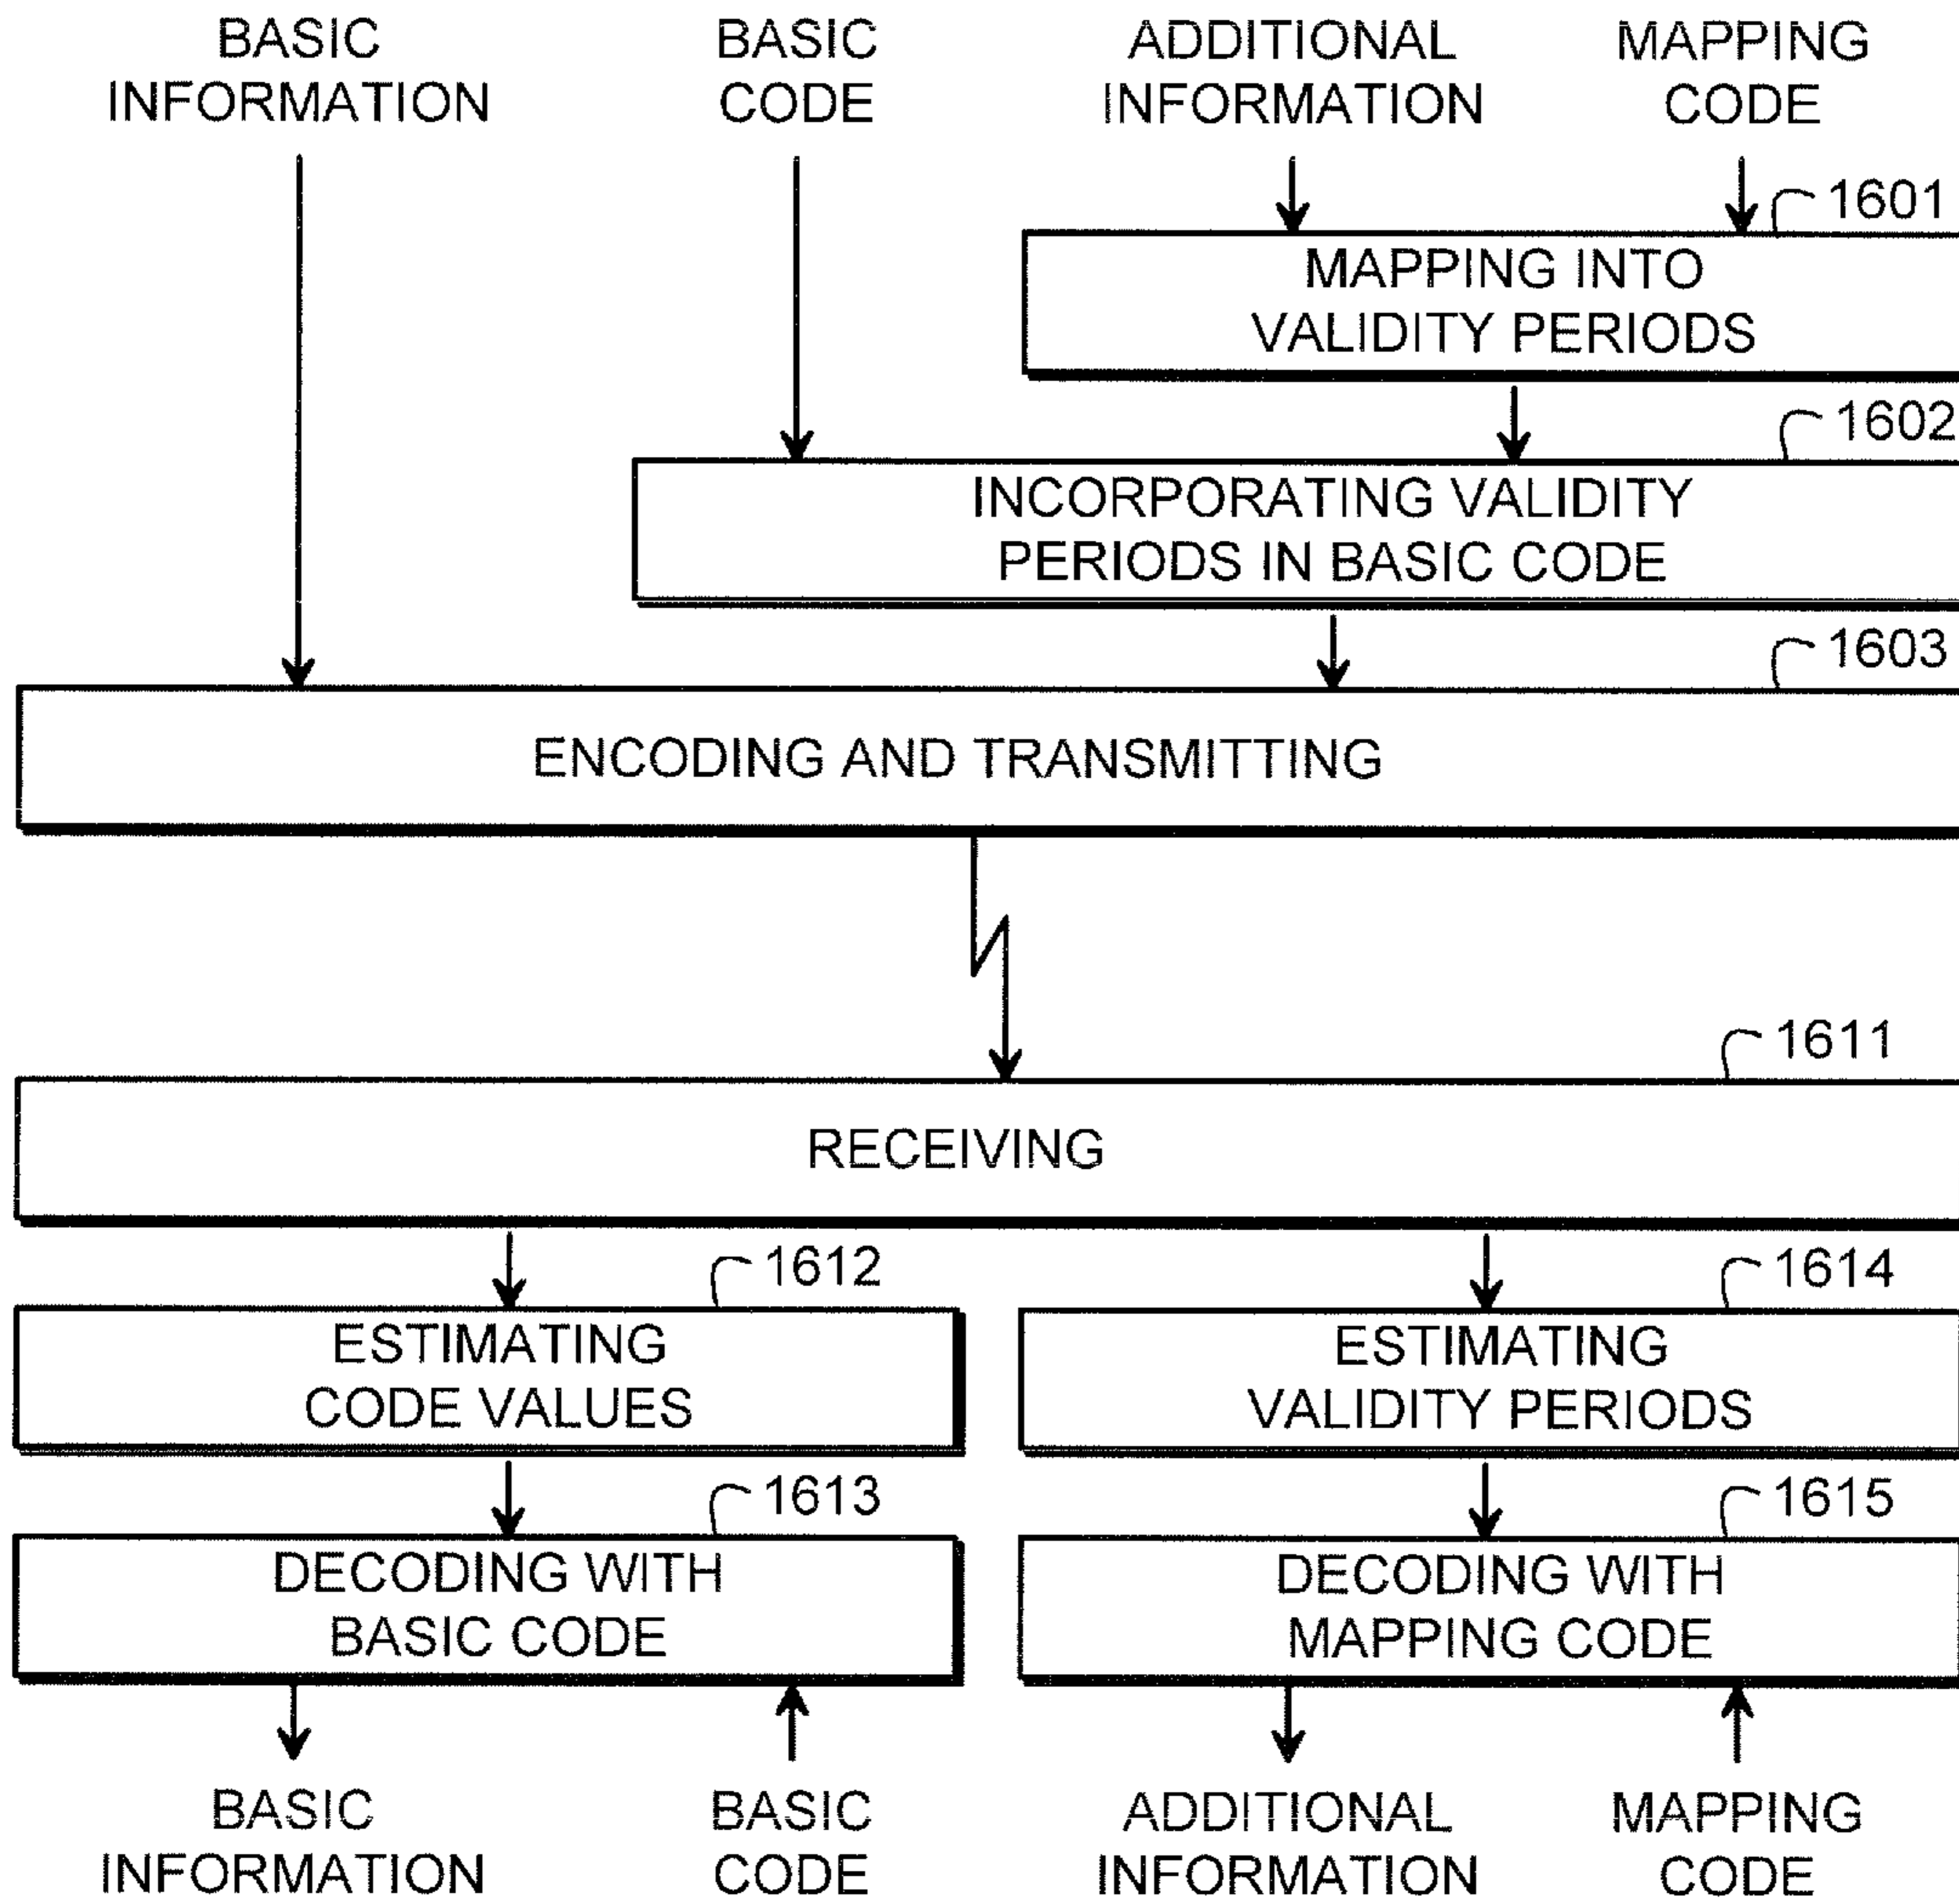 BASIC
INFORMATION
BASIC
CODE
ADDITIONAL
INFORMATION
MAPPING
CODE
1601
MAPPING INTO
VALIDITY PERIODS
1602
INCORPORATING VALIDITY
PERIODS IN BASIC CODE
1603
ENCODING AND TRANSMITTING
1611
RECEIVING
1612
ESTIMATING
CODE VALUES
1614
ESTIMATING
VALIDITY PERIODS
1613
DECODING WITH
BASIC CODE
1615
DECODING WITH
MAPPING CODE
BASIC
INFORMATION
BASIC
CODE
ADDITIONAL
INFORMATION
MAPPING
CODE